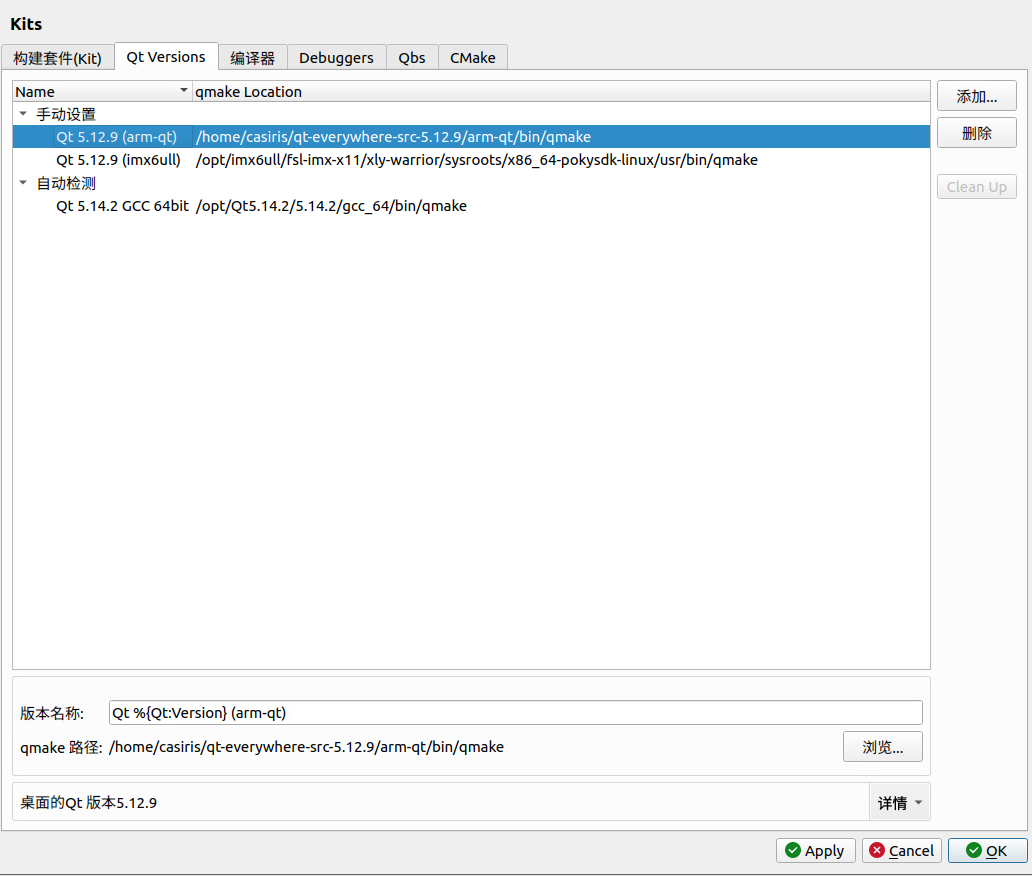 Kits
构建套件(Kit) Qt Versions 编译器 Debuggers Qbs CMake
Name qmake Location
手动设置
Qt 5.12.9 (arm-qt) /home/casiris/qt-everywhere-src-5.12.9/arm-qt/bin/qmake
Qt 5.12.9 (imx6ull) /opt/imx6ull/fsl-imx-x11/xly-warrior/sysroots/x86_64-pokysdk-linux/usr/bin/qmake
自动检测
Qt 5.14.2 GCC 64bit /opt/Qt5.14.2/5.14.2/gcc_64/bin/qmake
添加...
删除
Clean Up
版本名称: Qt %{Qt:Version} (arm-qt)
qmake 路径: /home/casiris/qt-everywhere-src-5.12.9/arm-qt/bin/qmake 浏览...
桌面的Qt 版本5.12.9 详情
Apply Cancel OK